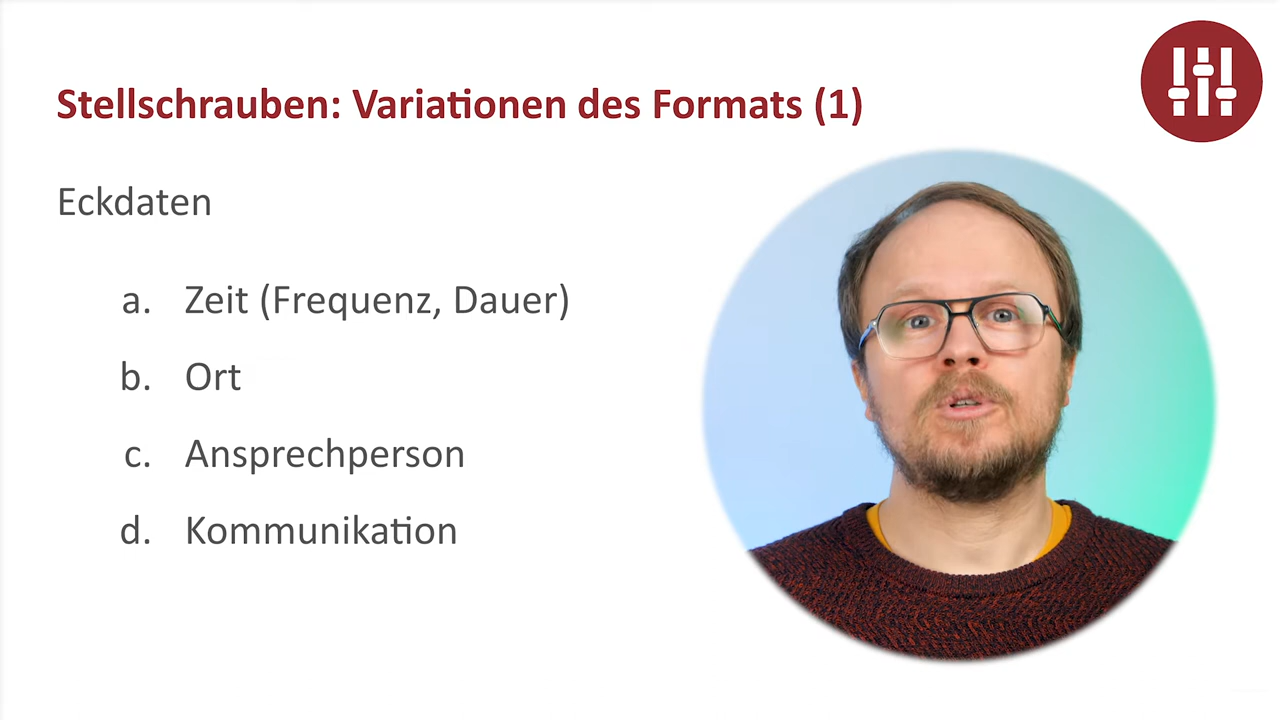 Stellschrauben: Variationen des Formats (1)
Eckdaten
a. Zeit (Frequenz, Dauer)
b. Ort
c. Ansprechperson
d. Kommunikation